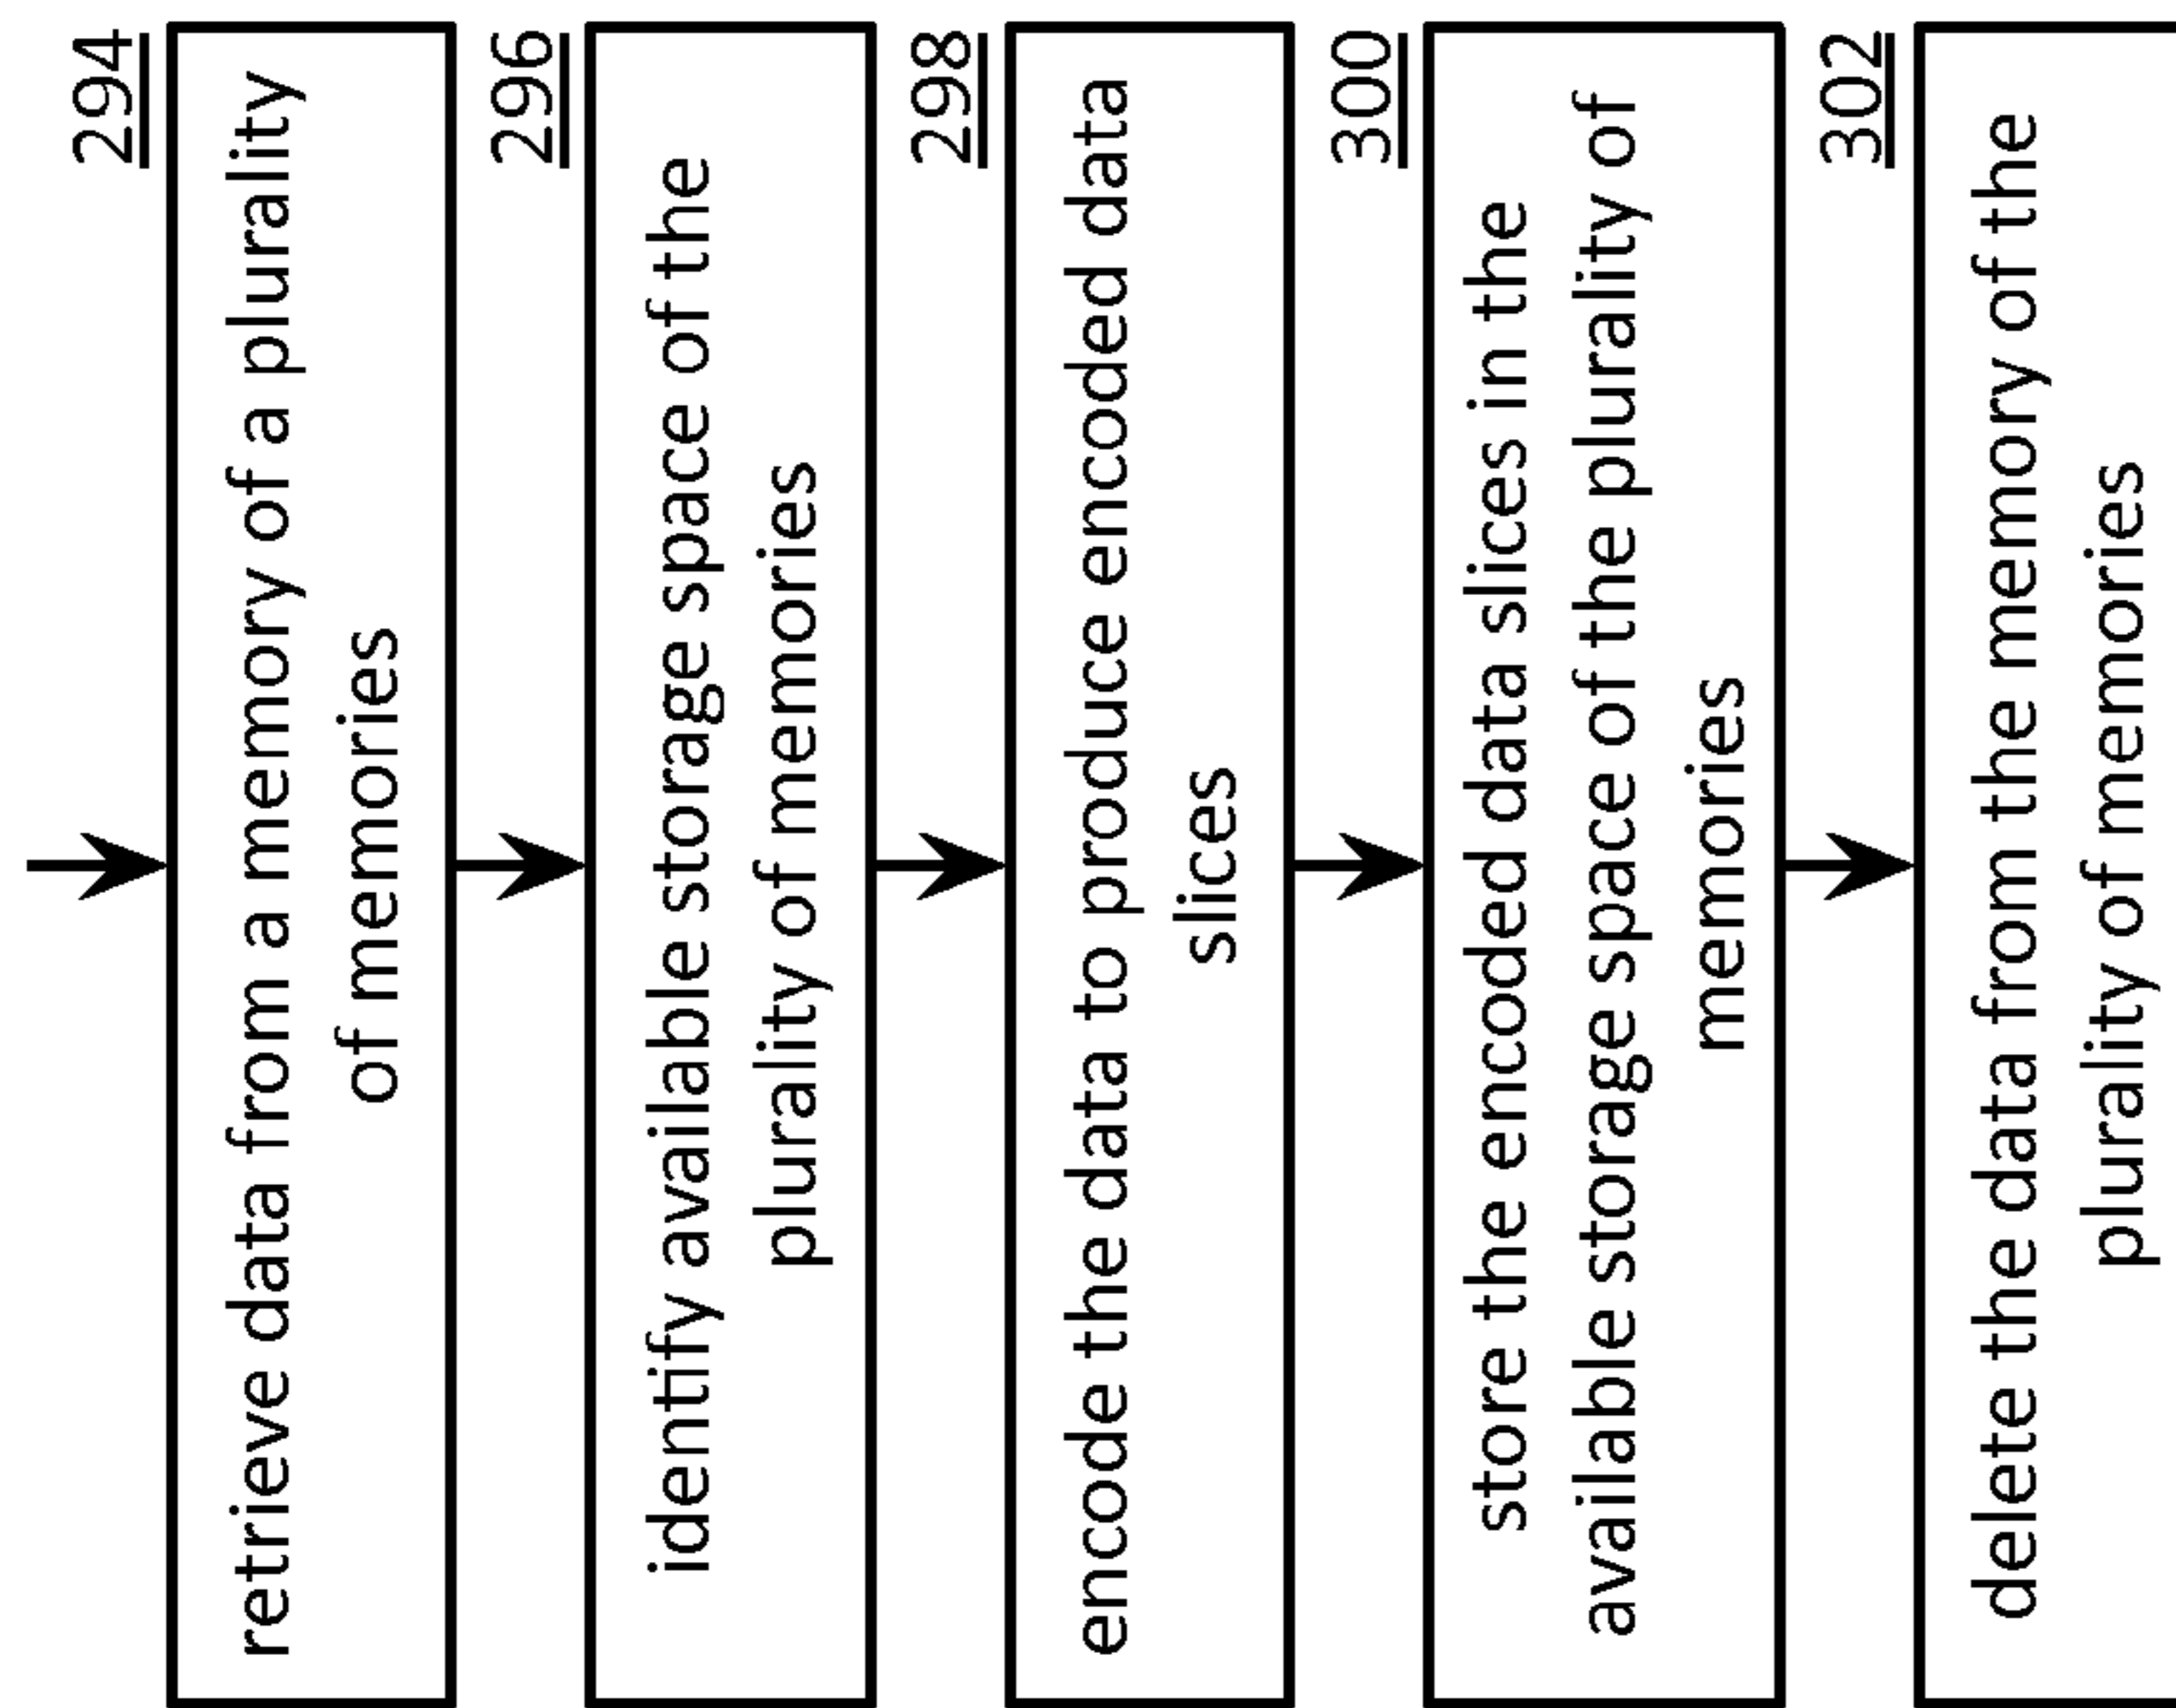 294
retrieve data from a memory of a plurality
of memories
296
identify available storage space of the
plurality of memories
298
encode the data to produce encoded data
slices
300
store the encoded data slices in the
available storage space of the plurality of
memories
302
delete the data from the memory of the
plurality of memories